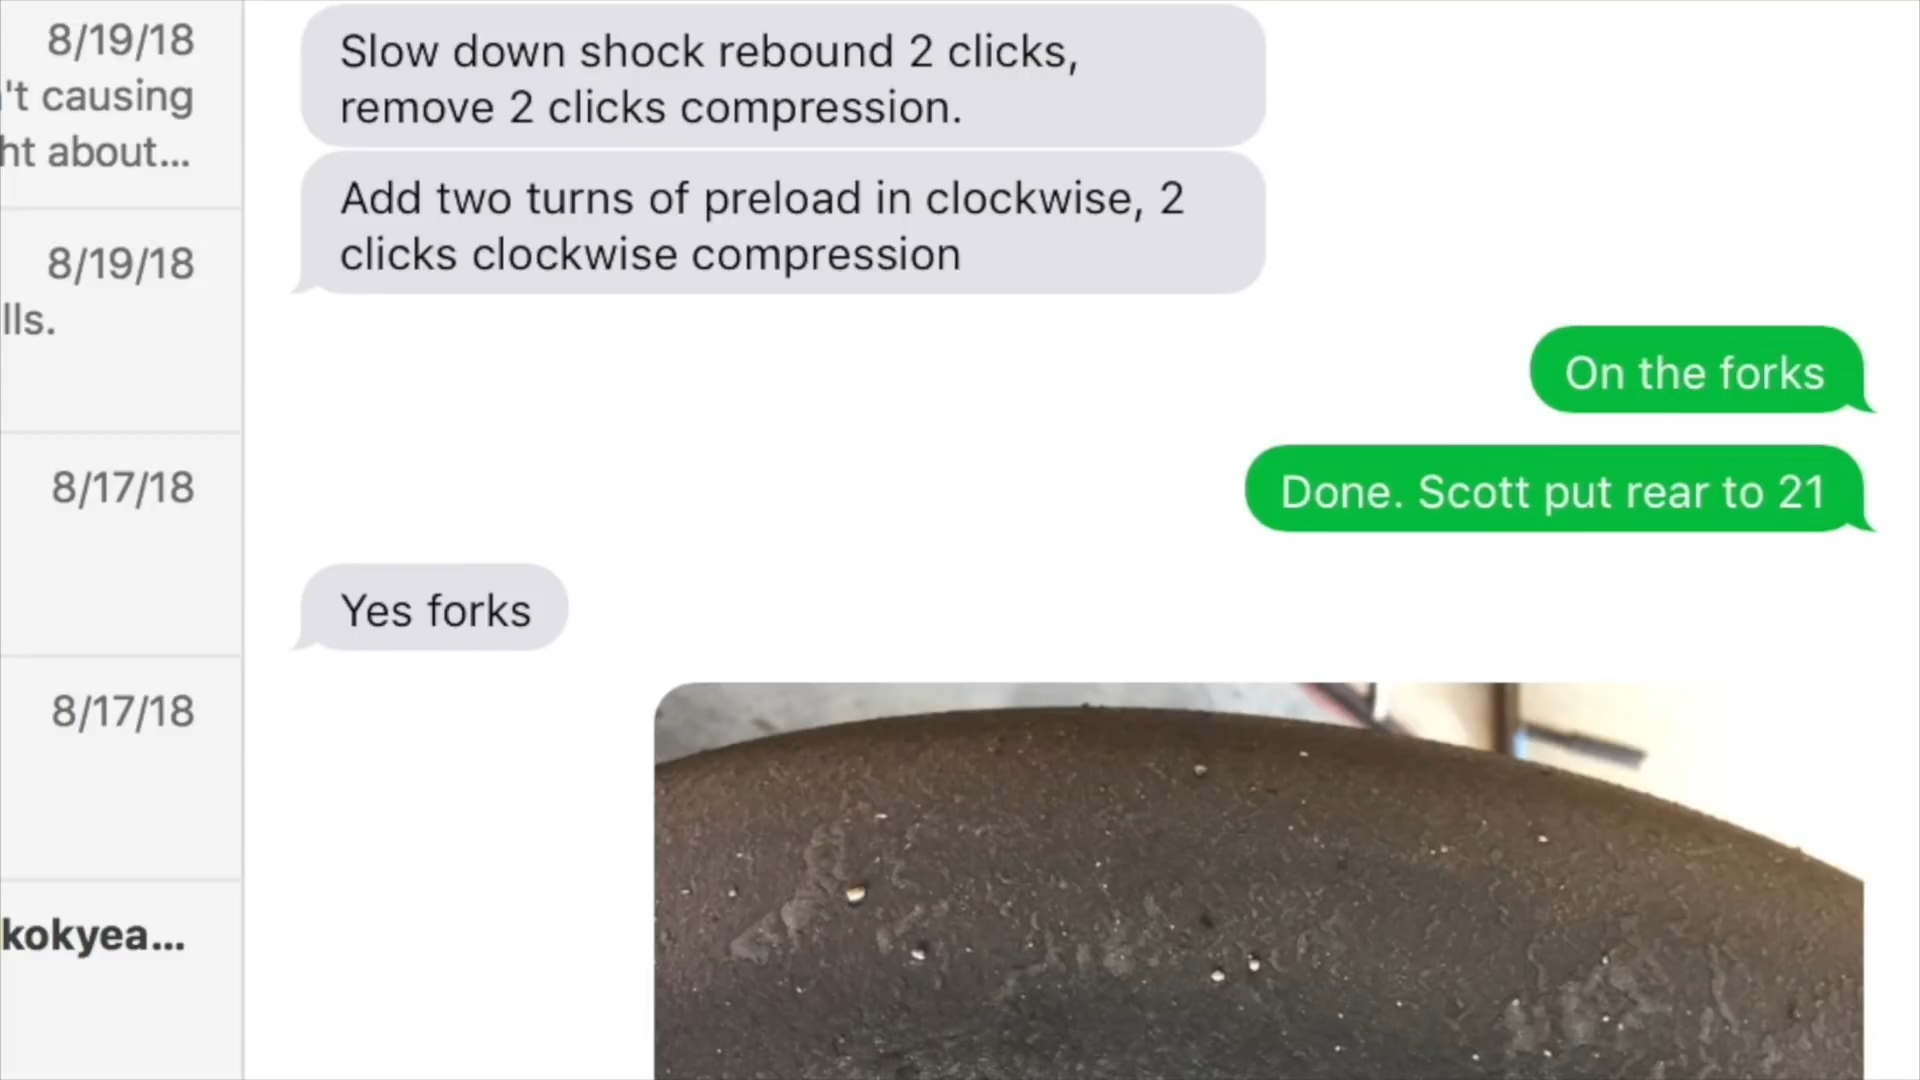 8/19/18
't causing
ht about...
8/19/18
lls.
8/17/18
8/17/18
kokyea...
Slow down shock rebound 2 clicks,
remove 2 clicks compression.
Add two turns of preload in clockwise, 2
clicks clockwise compression
On the forks
Done. Scott put rear to 21
Yes forks